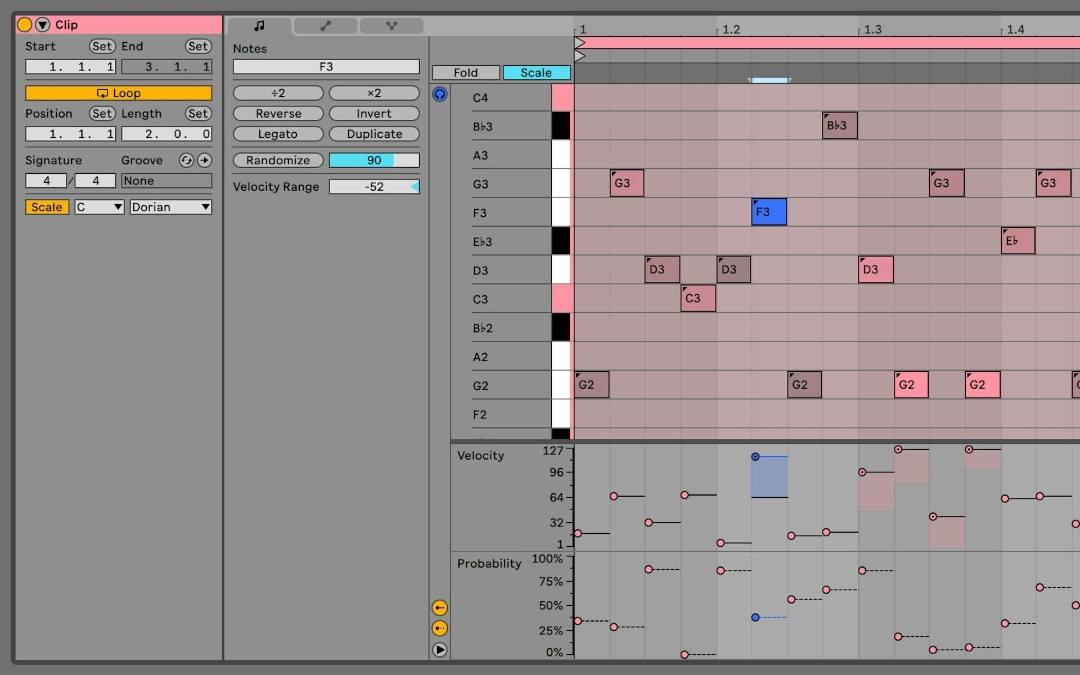 Clip
Start Set End Set
1. 1. 1 3. 1. 1
Loop
Position Set Length Set
1. 1. 1 2. 0. 0
Signature Groove
4 / 4 None
Scale C Dorian
Notes
F3
÷2 ×2
Reverse Invert
Legato Duplicate
Randomize 90
Velocity Range -52
1 1.2 1.3 1.4
Fold Scale
C4
B♭3 B♭3
A3
G3 G3 G3 G3
F3 F3
E♭3 E♭
D3 D3 D3 D3
C3 C3
B♭2
A2
G2 G2 G2 G2 G2
F2
Velocity
127
96
64
32
1
Probability
100%
75%
50%
25%
0%